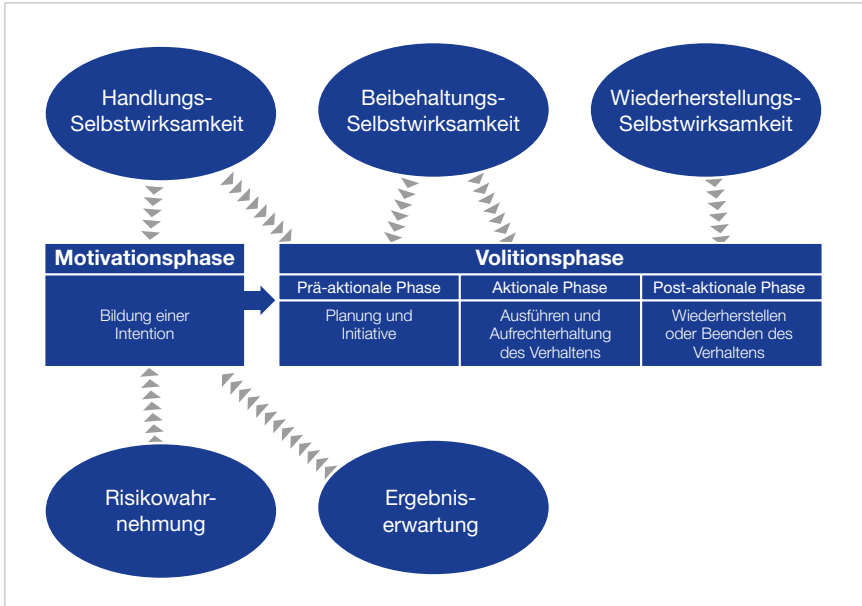 Handlungs-
Selbstwirksamkeit
Beibehaltungs-
Selbstwirksamkeit
Wiederherstellungs-
Selbstwirksamkeit
Motivationsphase
Bildung einer
Intention
Volitionsphase
Prä-aktionale Phase
Aktionale Phase
Post-aktionale Phase
Planung und
Initiative
Ausführen und
Aufrechterhaltung
des Verhaltens
Wiederherstellen
oder Beenden des
Verhaltens
Risikowahr-
nehmung
Ergebnis-
erwartung